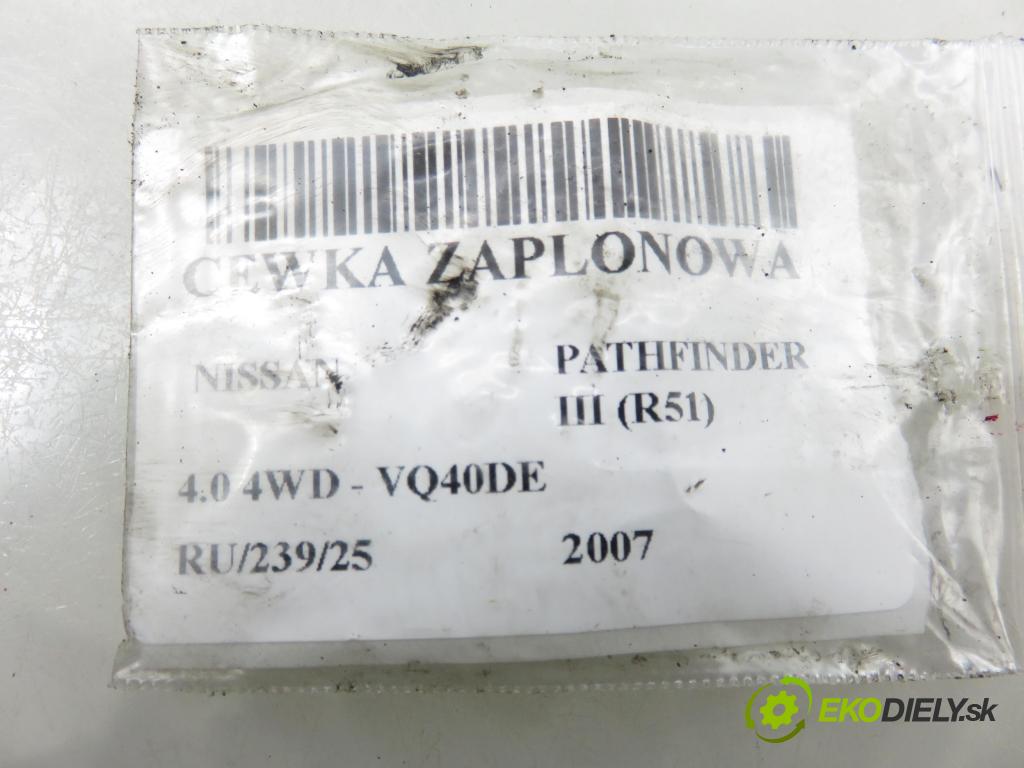 CEWKA ZAPLONOWA
NISSAN PATHFINDER
III (R51)
4.0 4WD - VQ40DE
RU/239/25 2007
EKODIELY.sk